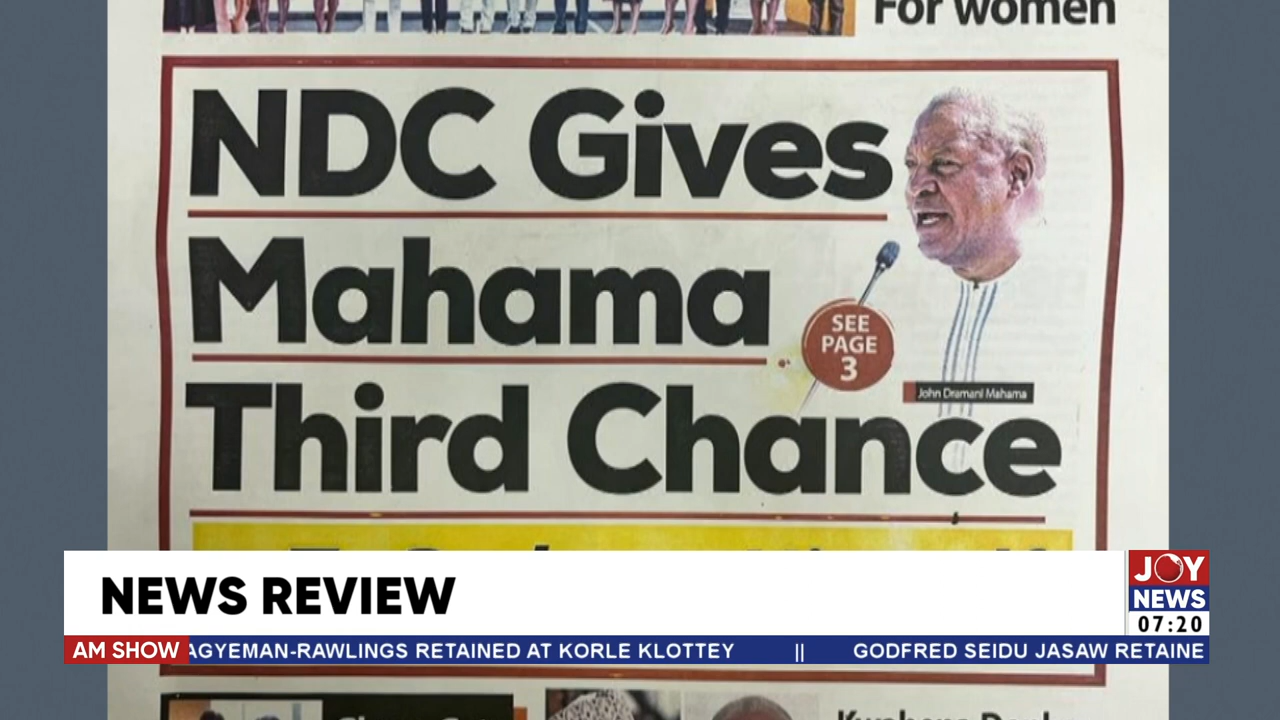 For women
NDC Gives
Mahama
Third Chance
SEE
PAGE
3
John Dramani Mahama
NEWS REVIEW
JOY
NEWS
07:20
AM SHOW
AGYEMAN-RAWLINGS RETAINED AT KORLE KLOTTEY || GODFRED SEIDU JASAW RETAINE